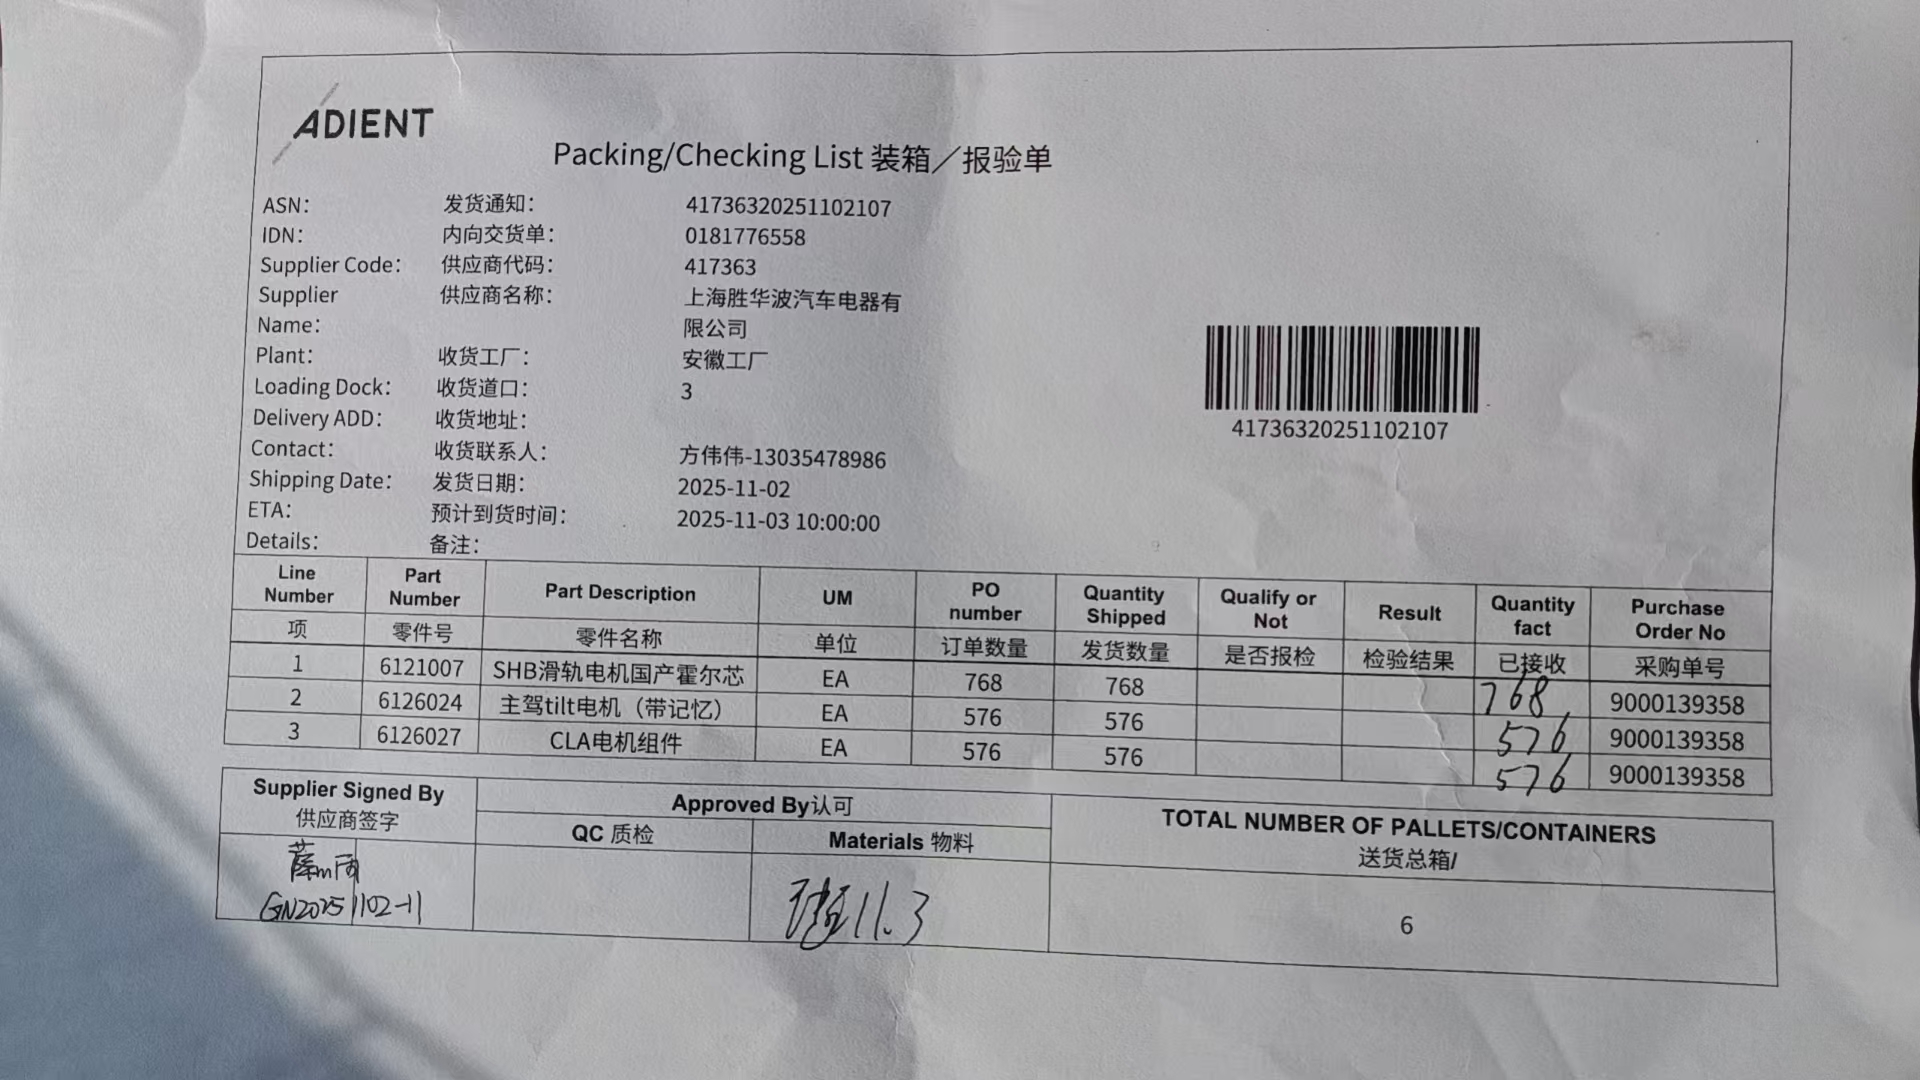 ADIENT
Packing/Checking List 装箱／报验单
ASN: 发货通知: 41736320251102107
IDN: 内向交货单: 0181776558
Supplier Code: 供应商代码: 417363
Supplier 供应商名称: 上海胜华波汽车电器有
Name: 限公司
Plant: 收货工厂: 安徽工厂
Loading Dock: 收货道口: 3
Delivery ADD: 收货地址:
Contact: 收货联系人: 方伟伟-13035478986
Shipping Date: 发货日期: 2025-11-02
ETA: 预计到货时间: 2025-11-03 10:00:00
Details: 备注:
41736320251102107
Line Number Part Number Part Description UM PO number Quantity Shipped Qualify or Not Result Quantity fact Purchase Order No
项 零件号 零件名称 单位 订单数量 发货数量 是否报检 检验结果 已接收 采购单号
1 6121007 SHB滑轨电机国产霍尔芯 EA 768 768 768 9000139358
2 6126024 主驾tilt电机（带记忆） EA 576 576 576 9000139358
3 6126027 CLA电机组件 EA 576 576 576 9000139358
Supplier Signed By Approved By认可 TOTAL NUMBER OF PALLETS/CONTAINERS
供应商签字 QC 质检 Materials 物料 送货总箱/
GN20251102-11 11.3 6